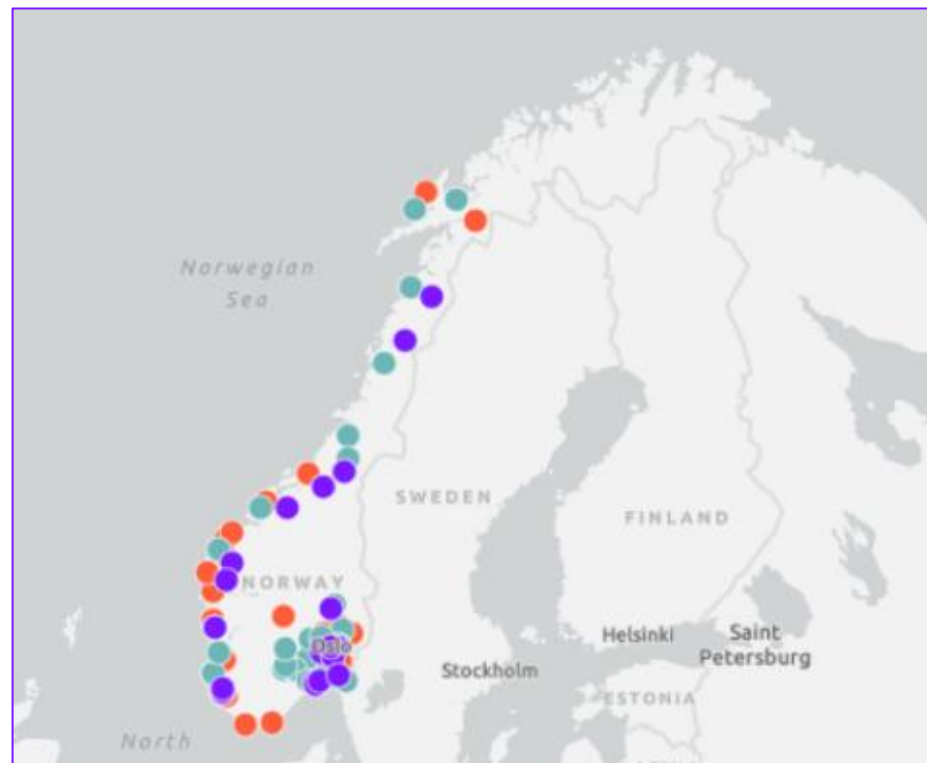 Norwegian
Sea
SWEDEN
FINLAND
NORWAY
Oslo
Helsinki
Saint
Petersburg
Stockholm
ESTONIA
North